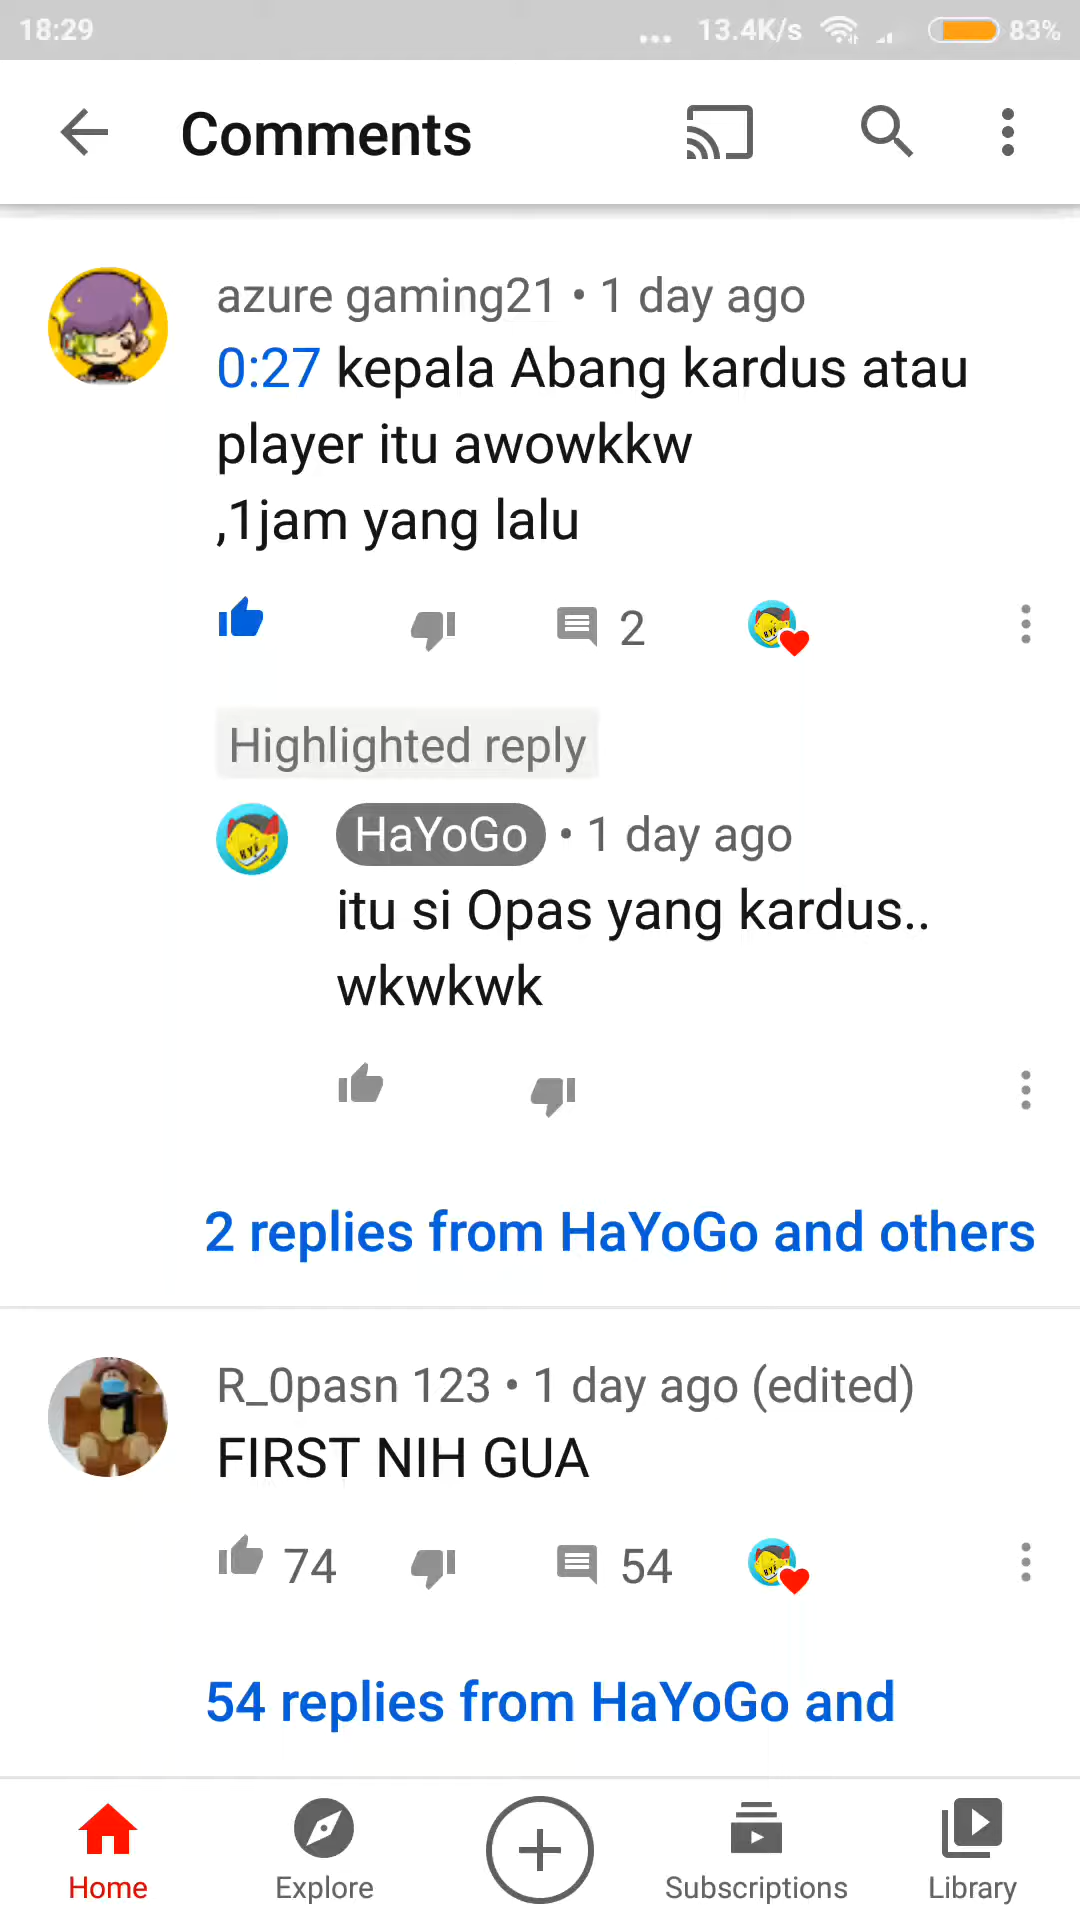 18:29
... 13.4K/s 83%
Comments
azure gaming21 • 1 day ago
0:27 kepala Abang kardus atau
player itu awowkkw
,1jam yang lalu
2
Highlighted reply
HaYoGo • 1 day ago
itu si Opas yang kardus..
wkwkwk
2 replies from HaYoGo and others
R_0pasn 123 • 1 day ago (edited)
FIRST NIH GUA
74 54
54 replies from HaYoGo and
Home Explore Subscriptions Library